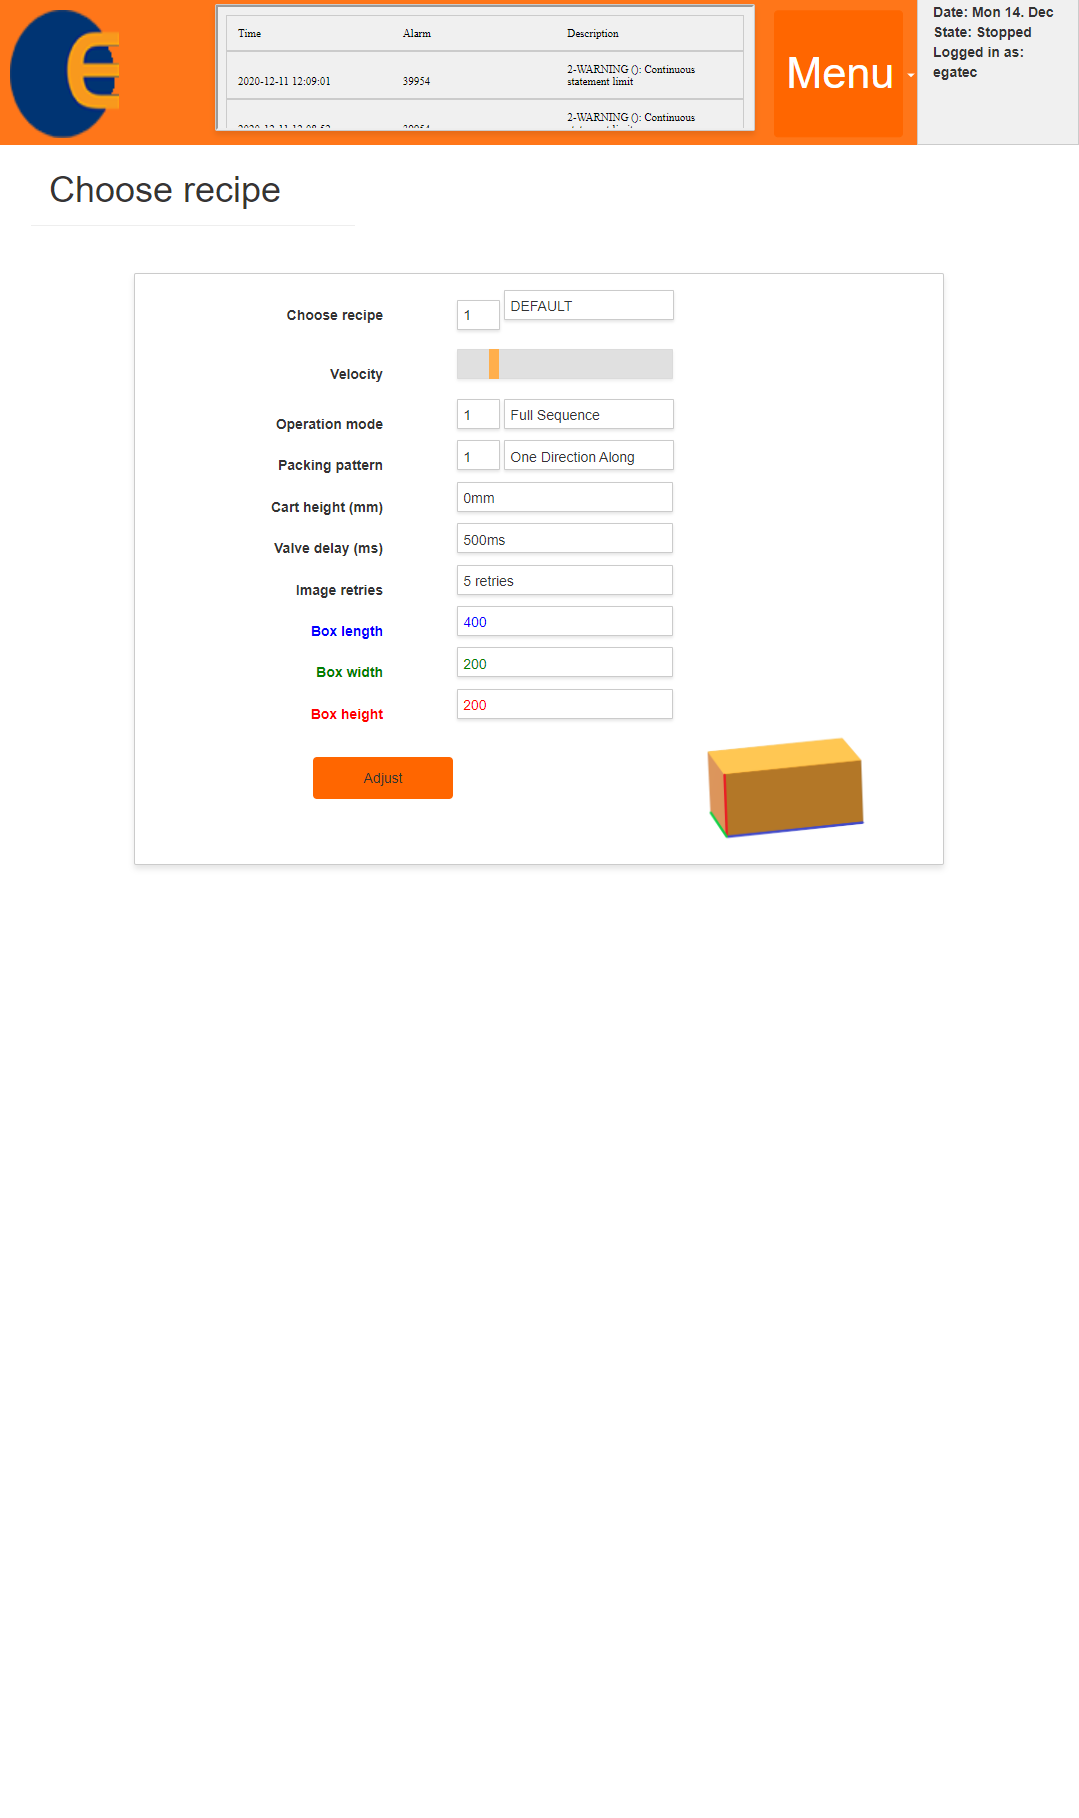 Time Alarm Description
2020-12-11 12:09:01 39954 2-WARNING (): Continuous
statement limit
2-WARNING (): Continuous
Menu
Date: Mon 14. Dec
State: Stopped
Logged in as:
egatec
Choose recipe
Choose recipe 1 DEFAULT
Velocity
Operation mode 1 Full Sequence
Packing pattern 1 One Direction Along
Cart height (mm) 0mm
Valve delay (ms) 500ms
Image retries 5 retries
Box length 400
Box width 200
Box height 200
Adjust